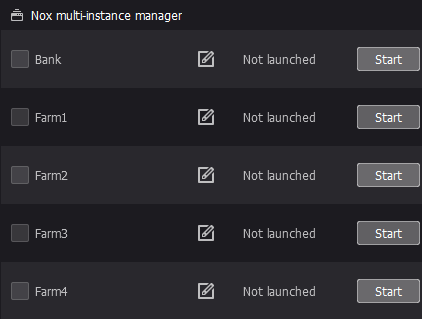 Nox multi-instance manager
Bank Not launched Start
Farm1 Not launched Start
Farm2 Not launched Start
Farm3 Not launched Start
Farm4 Not launched Start